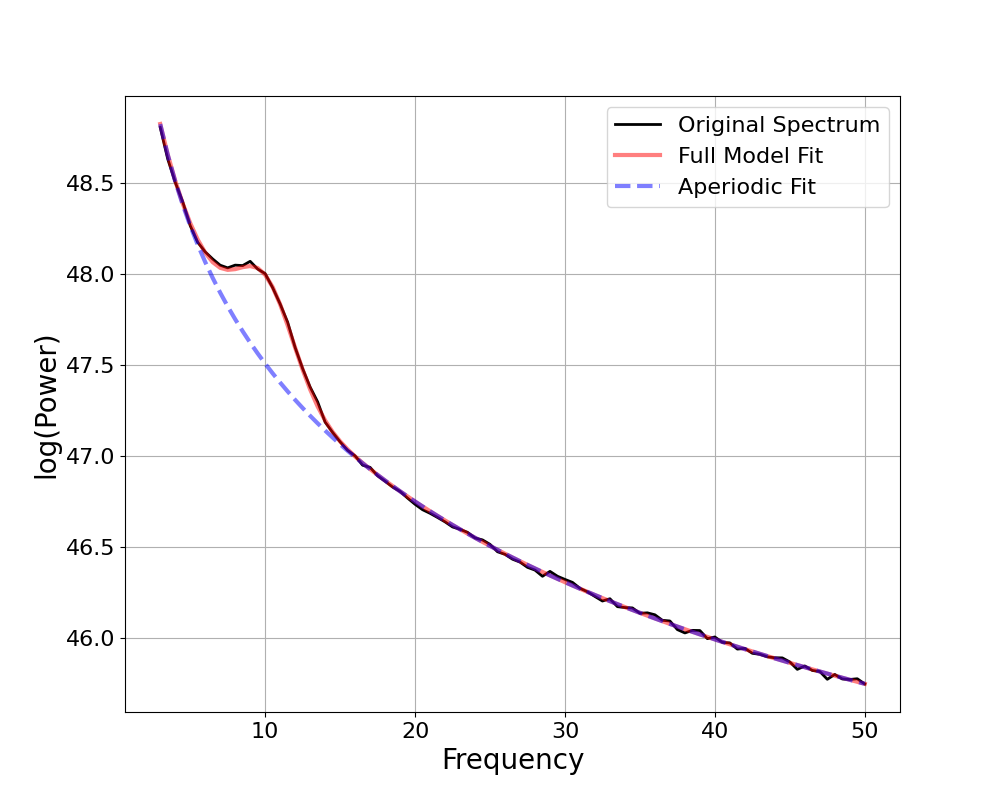 Original Spectrum
Full Model Fit
Aperiodic Fit
log(Power)
48.5
48.0
47.5
47.0
46.5
46.0
10 20 30 40 50
Frequency